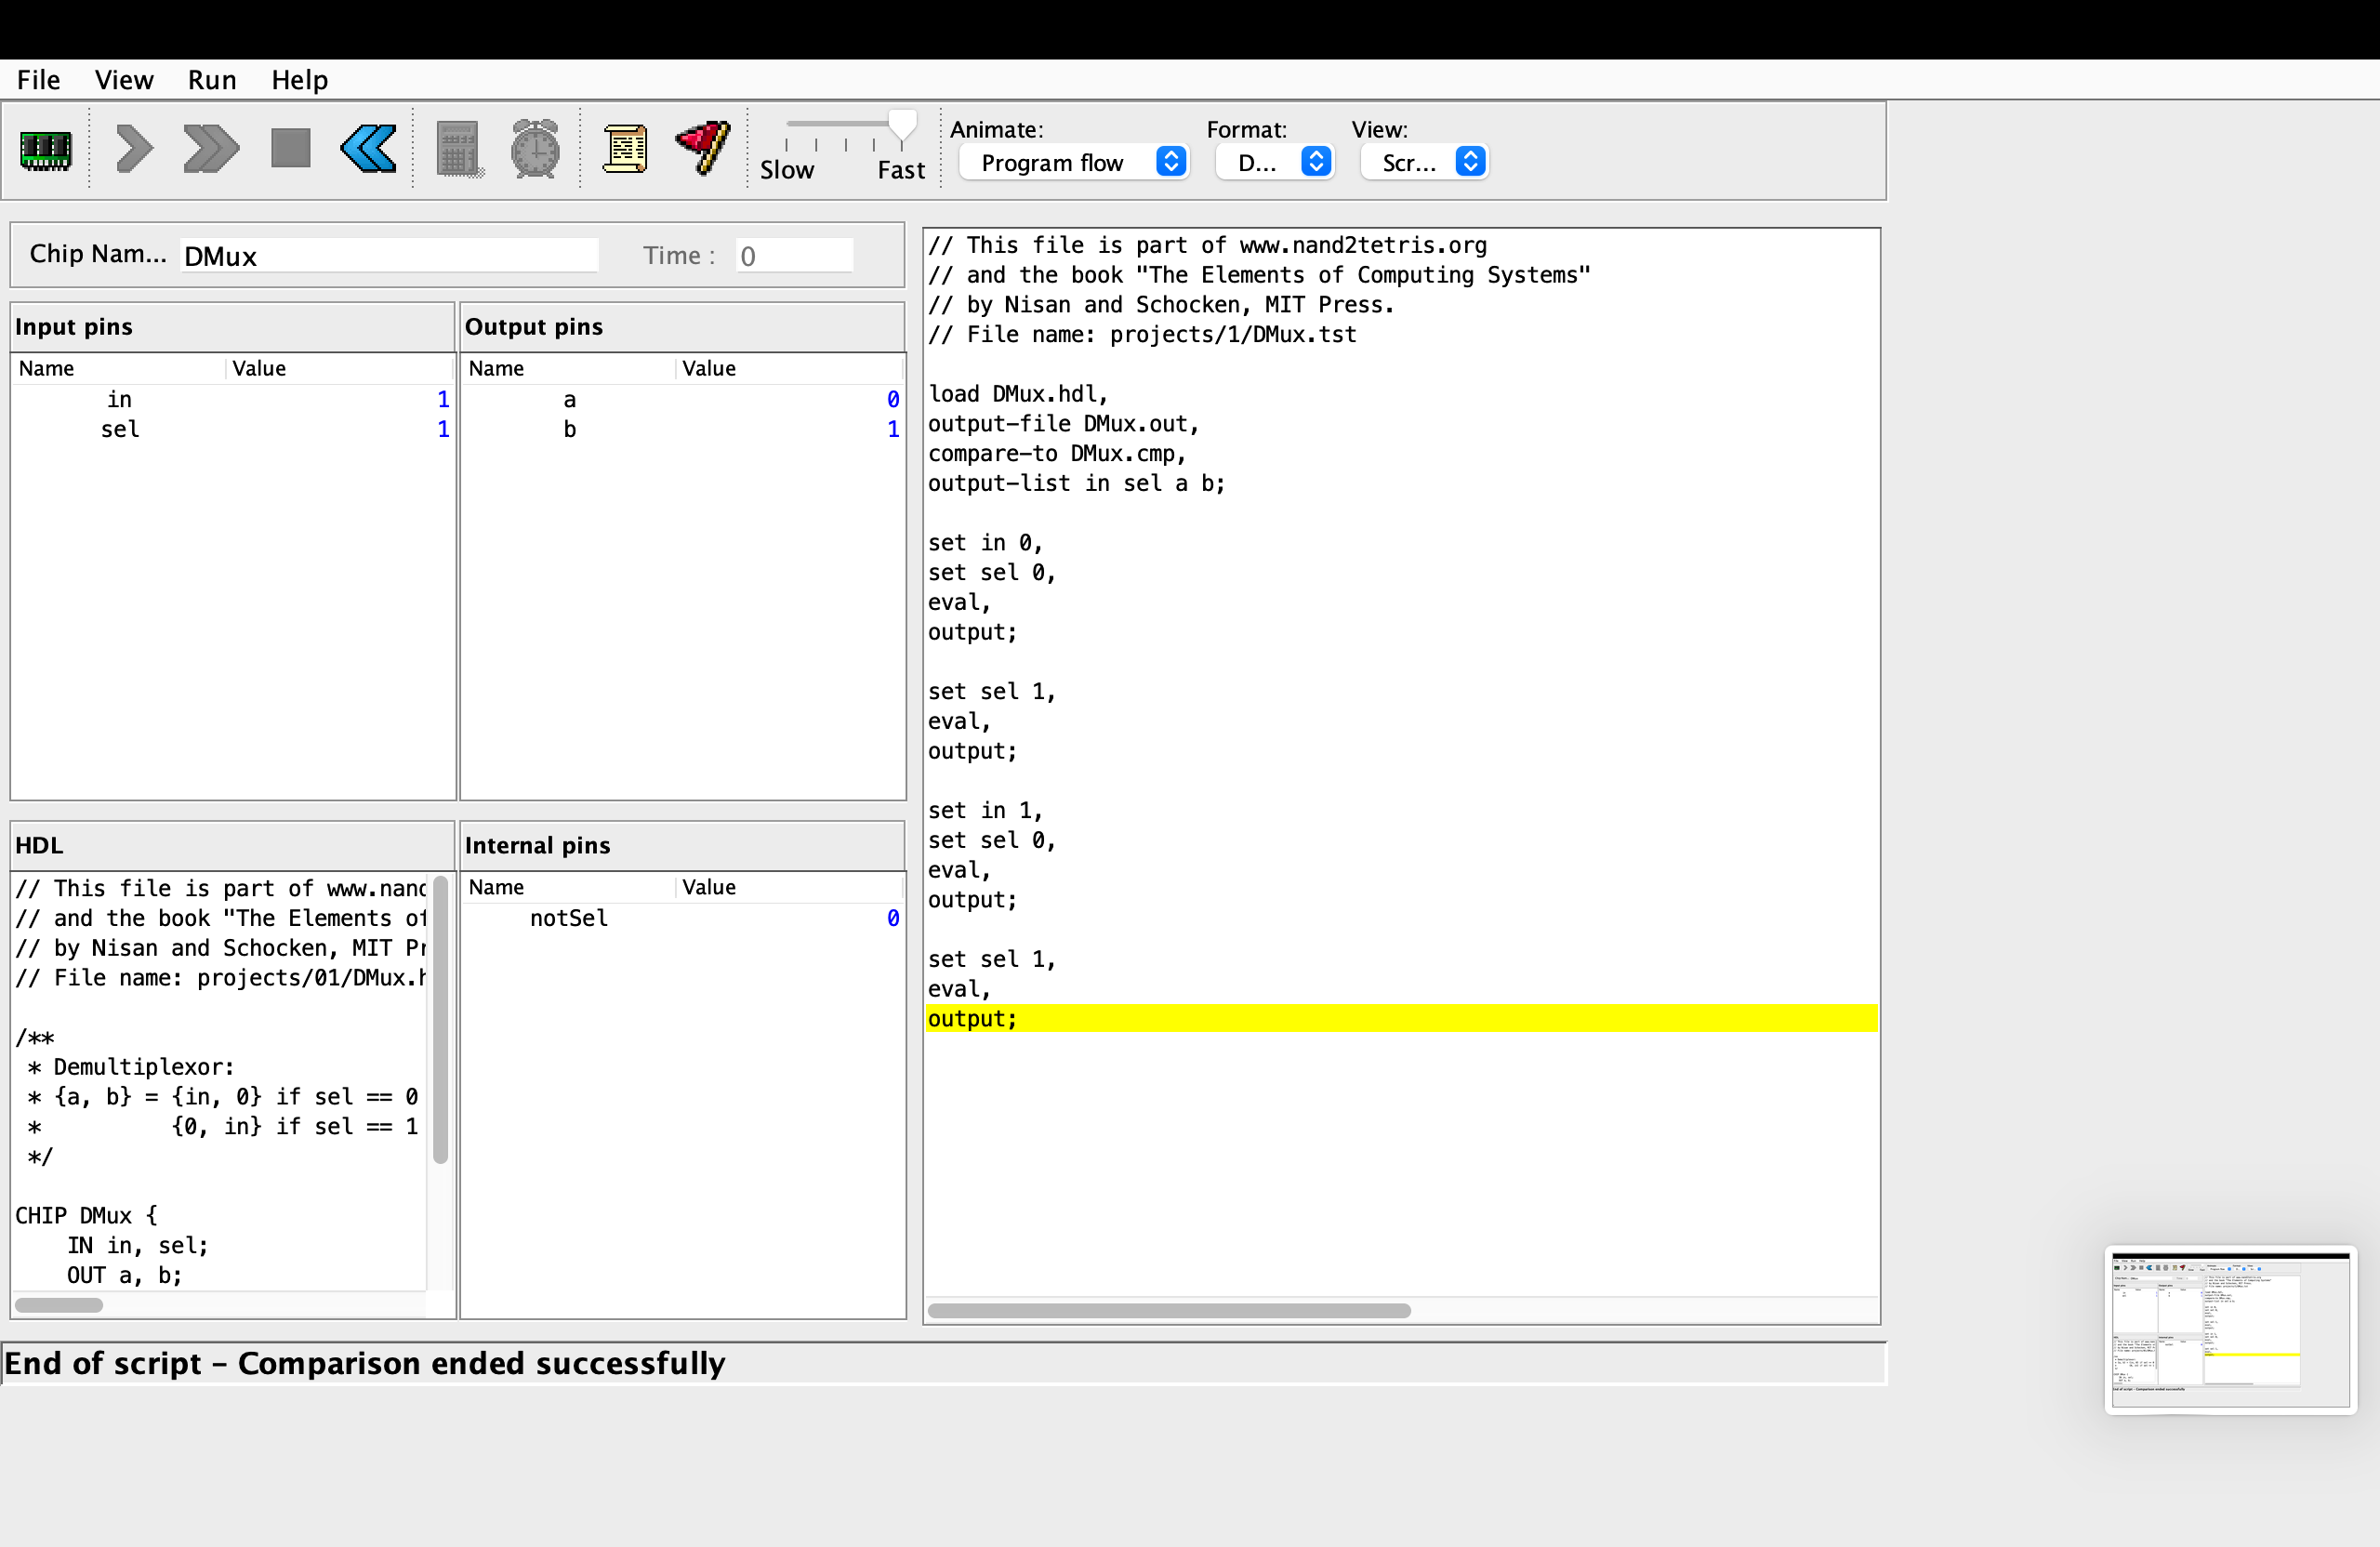 File View Run Help
Animate: Format: View:
Slow Fast Program flow D... Scr...
Chip Nam... DMux Time : 0
Input pins
Name Value
in 1
sel 1
Output pins
Name Value
a 0
b 1
HDL
// This file is part of www.nand
// and the book "The Elements of
// by Nisan and Schocken, MIT Pr
// File name: projects/01/DMux.h
/**
* Demultiplexor:
* {a, b} = {in, 0} if sel == 0
* {0, in} if sel == 1
*/
CHIP DMux {
IN in, sel;
OUT a, b;
Internal pins
Name Value
notSel 0
// This file is part of www.nand2tetris.org
// and the book "The Elements of Computing Systems"
// by Nisan and Schocken, MIT Press.
// File name: projects/1/DMux.tst
load DMux.hdl,
output-file DMux.out,
compare-to DMux.cmp,
output-list in sel a b;
set in 0,
set sel 0,
eval,
output;
set sel 1,
eval,
output;
set in 1,
set sel 0,
eval,
output;
set sel 1,
eval,
output;
End of script - Comparison ended successfully